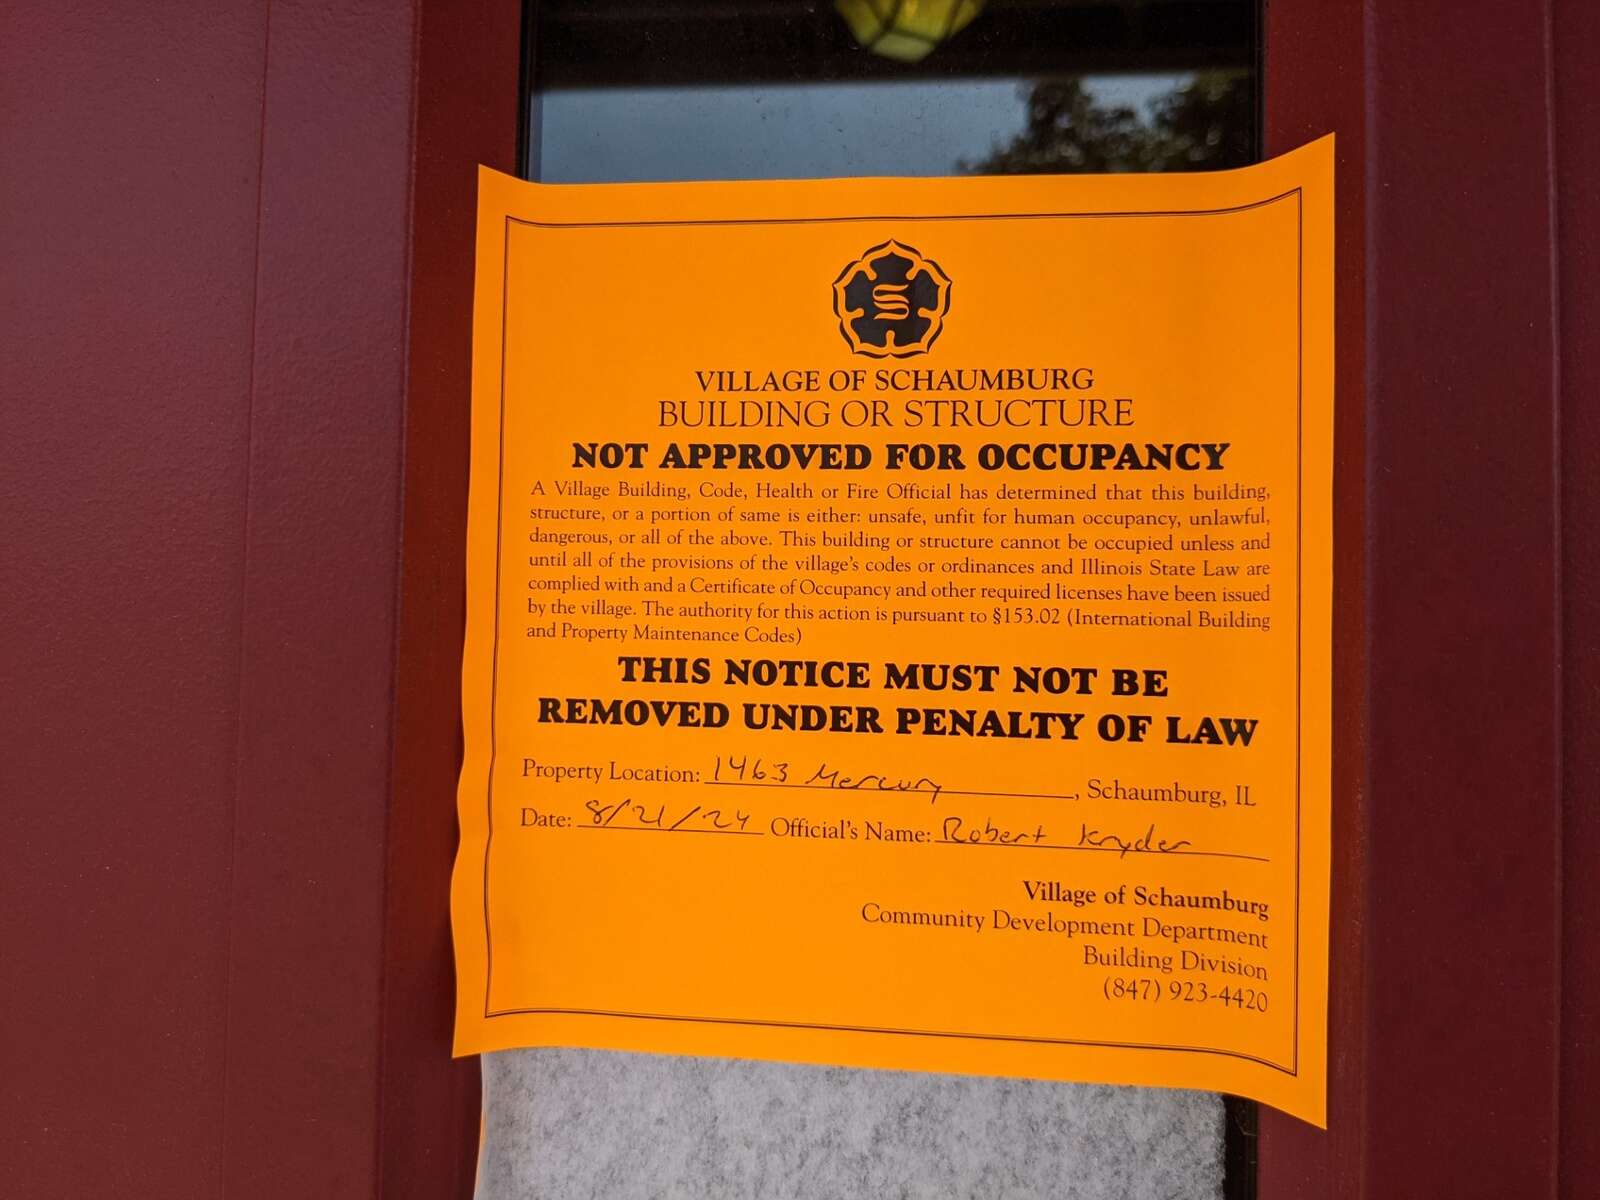 S
VILLAGE OF SCHAUMBURG
BUILDING OR STRUCTURE
NOT APPROVED FOR OCCUPANCY
A Village Building, Code, Health or Fire Official has determined that this building,
structure, or a portion of same is either: unsafe, unfit for human occupancy, unlawful,
dangerous, or all of the above. This building or structure cannot be occupied unless and
until all of the provisions of the village's codes or ordinances and Illinois State Law are
complied with and a Certificate of Occupancy and other required licenses have been issued
by the village. The authority for this action is pursuant to §153.02 (International Building
and Property Maintenance Codes)
THIS NOTICE MUST NOT BE
REMOVED UNDER PENALTY OF LAW
Property Location: 1463 Mercury, Schaumburg, IL
Date: 8/21/24 Official's Name: Robert Kryder
Village of Schaumburg
Community Development Department
Building Division
(847) 923-4420